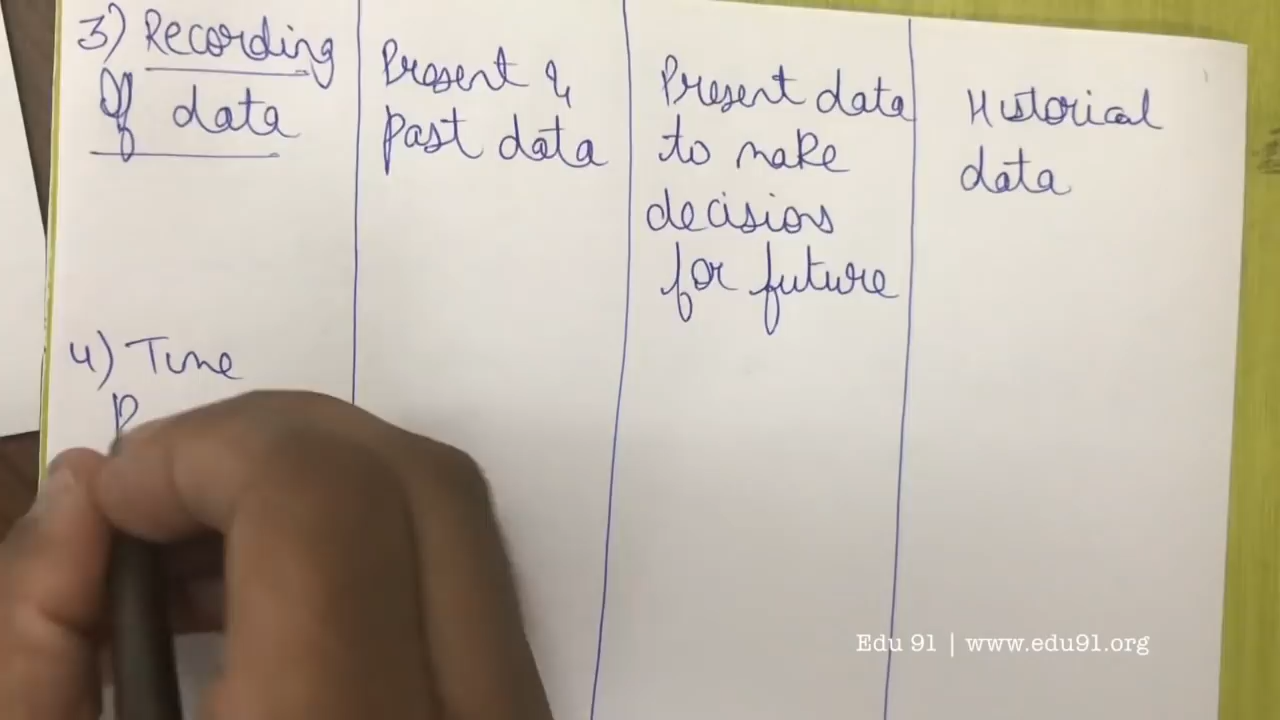 3) Recording
Of data
Present &
past data
Present data
to make
decisions
for future
Historical
data
4) Time
P
Edu 91 | www.edu91.org